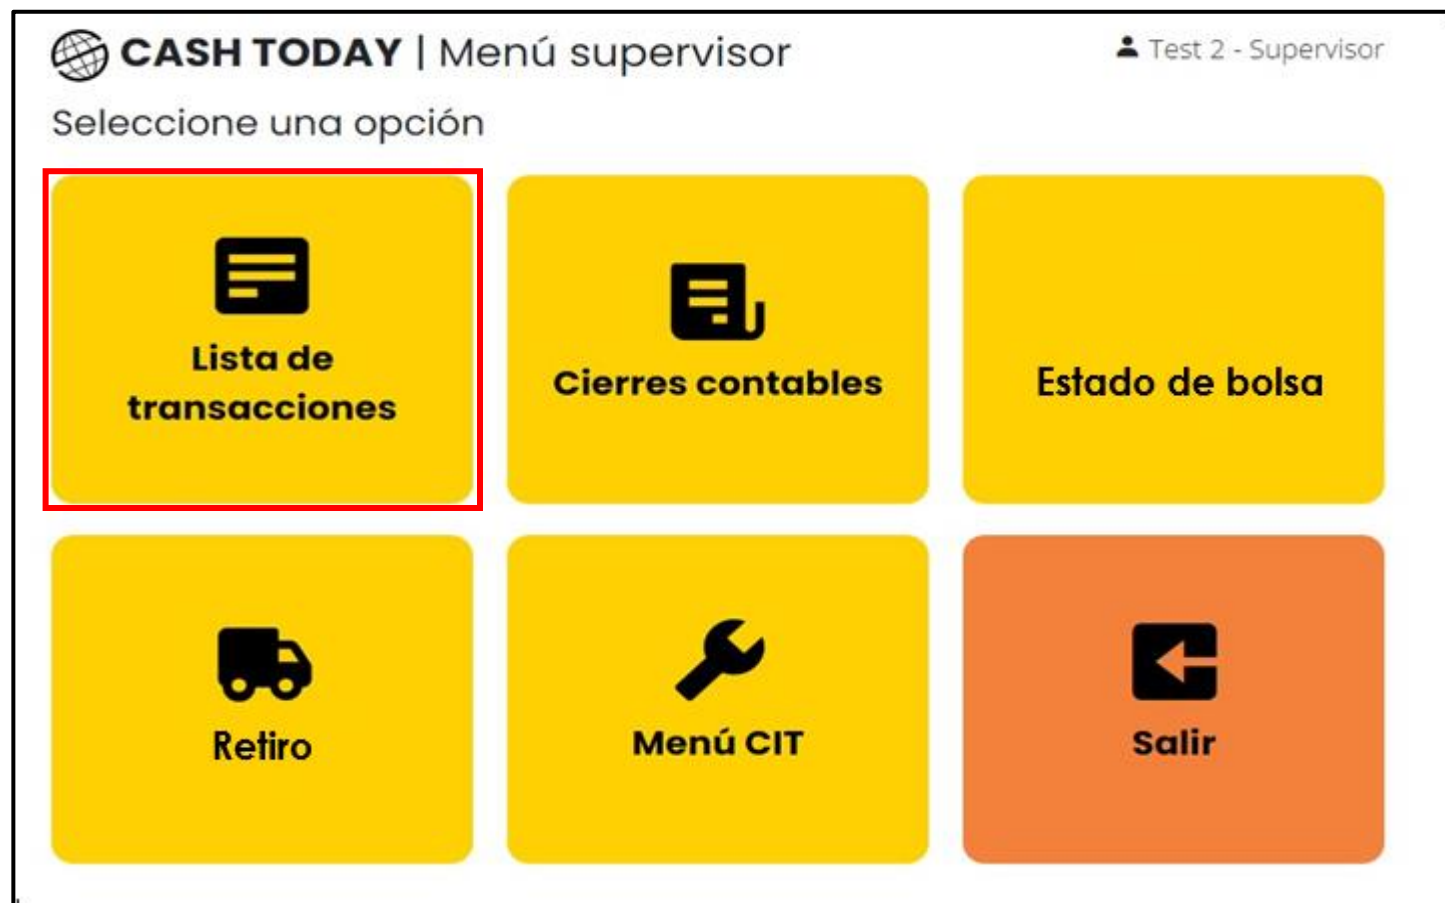 CASH TODAY | Menú supervisor
Test 2 - Supervisor
Seleccione una opción
Lista de
transacciones
Cierres contables
Estado de bolsa
Retiro
Menú CIT
Salir